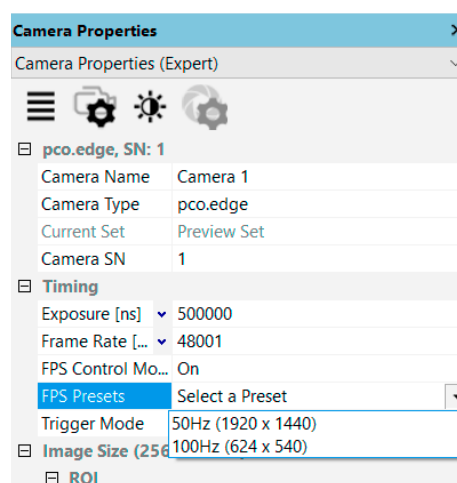 Camera Properties
Camera Properties (Expert)
pco.edge, SN: 1
Camera Name Camera 1
Camera Type pco.edge
Current Set Preview Set
Camera SN 1
Timing
Exposure [ns] 500000
Frame Rate [... 48001
FPS Control Mo... On
FPS Presets Select a Preset
Trigger Mode 50Hz (1920 x 1440)
Image Size (256 100Hz (624 x 540)
ROI